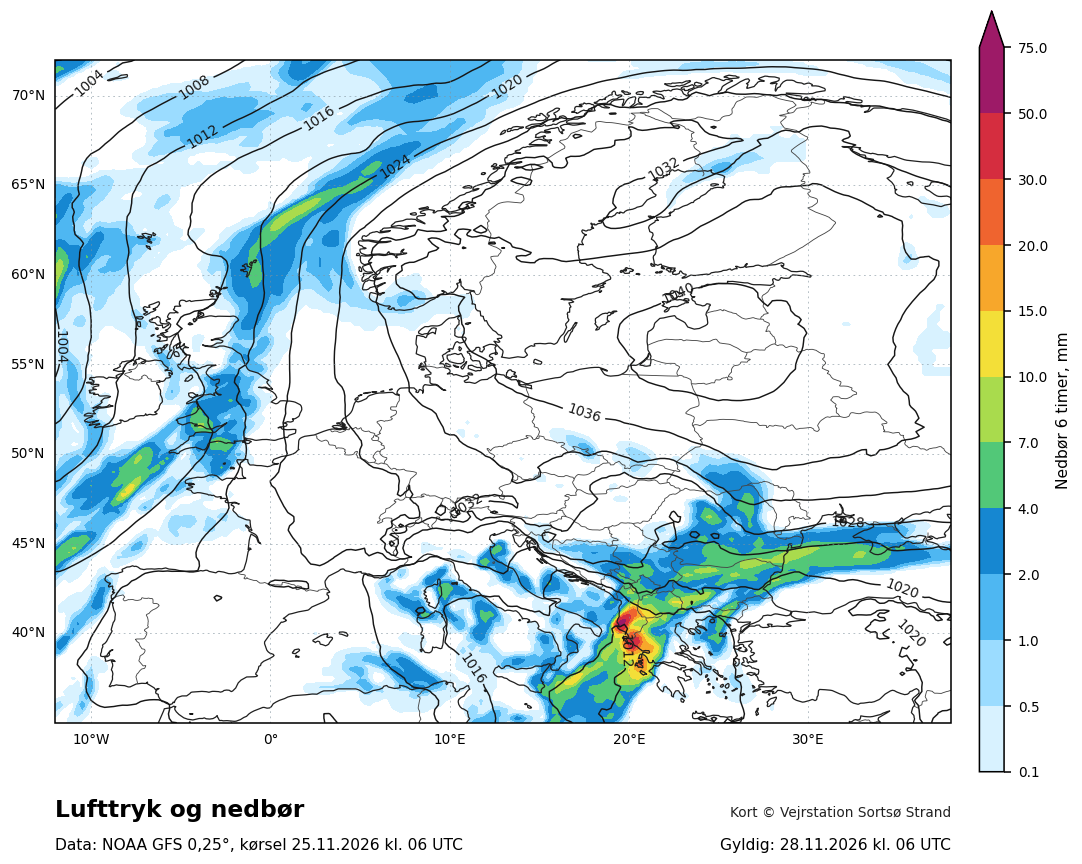 75.0
50.0
30.0
20.0
15.0
10.0
7.0
4.0
2.0
1.0
0.5
0.1
Nedbør 6 timer, mm
70°N
65°N
60°N
55°N
50°N
45°N
40°N
10°W
0°
10°E
20°E
30°E
1004
1008
1012
1016
1020
1024
1032
1040
1004
1036
1032
1028
1020
1020
1016
1012
Lufttryk og nedbør
Kort © Vejrstation Sortsø Strand
Data: NOAA GFS 0,25°, kørsel 25.11.2026 kl. 06 UTC
Gyldig: 28.11.2026 kl. 06 UTC